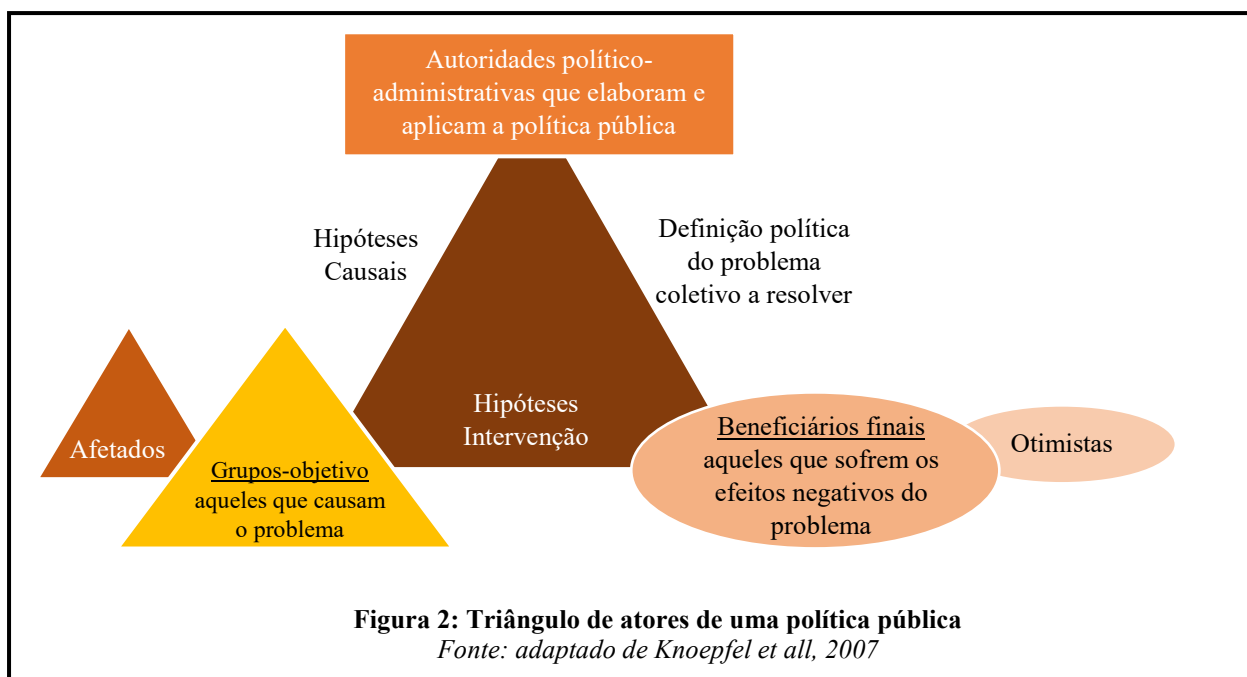 Autoridades político-
administrativas que elaboram e
aplicam a política pública
Hipóteses
Causais
Definição política
do problema
coletivo a resolver
Afetados
Grupos-objetivo
aqueles que causam
o problema
Hipóteses
Intervenção
Beneficiários finais
aqueles que sofrem os
efeitos negativos do
problema
Otimistas
Figura 2: Triângulo de atores de uma política pública
Fonte: adaptado de Knoepfel et all, 2007